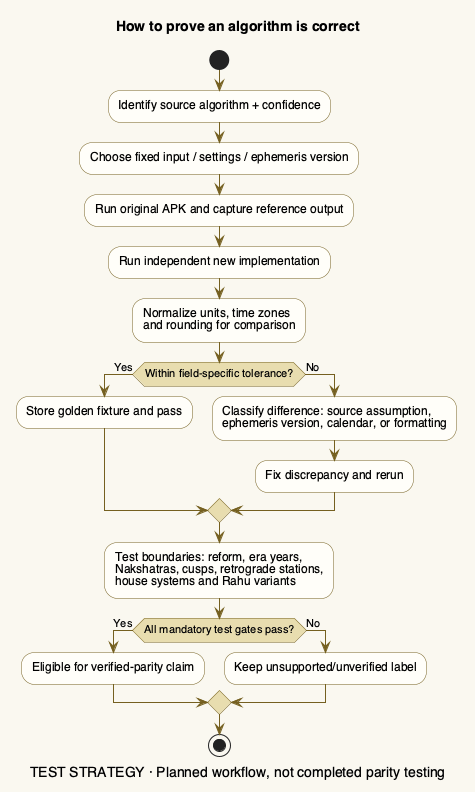 How to prove an algorithm is correct
Identify source algorithm + confidence
Choose fixed input / settings / ephemeris version
Run original APK and capture reference output
Run independent new implementation
Normalize units, time zones
and rounding for comparison
Yes
Within field-specific tolerance?
No
Store golden fixture and pass
Classify difference: source assumption,
ephemeris version, calendar, or formatting
Fix discrepancy and rerun
Test boundaries: reform, era years,
Nakshatras, cusps, retrograde stations,
house systems and Rahu variants
Yes
All mandatory test gates pass?
No
Eligible for verified-parity claim
Keep unsupported/unverified label
TEST STRATEGY · Planned workflow, not completed parity testing